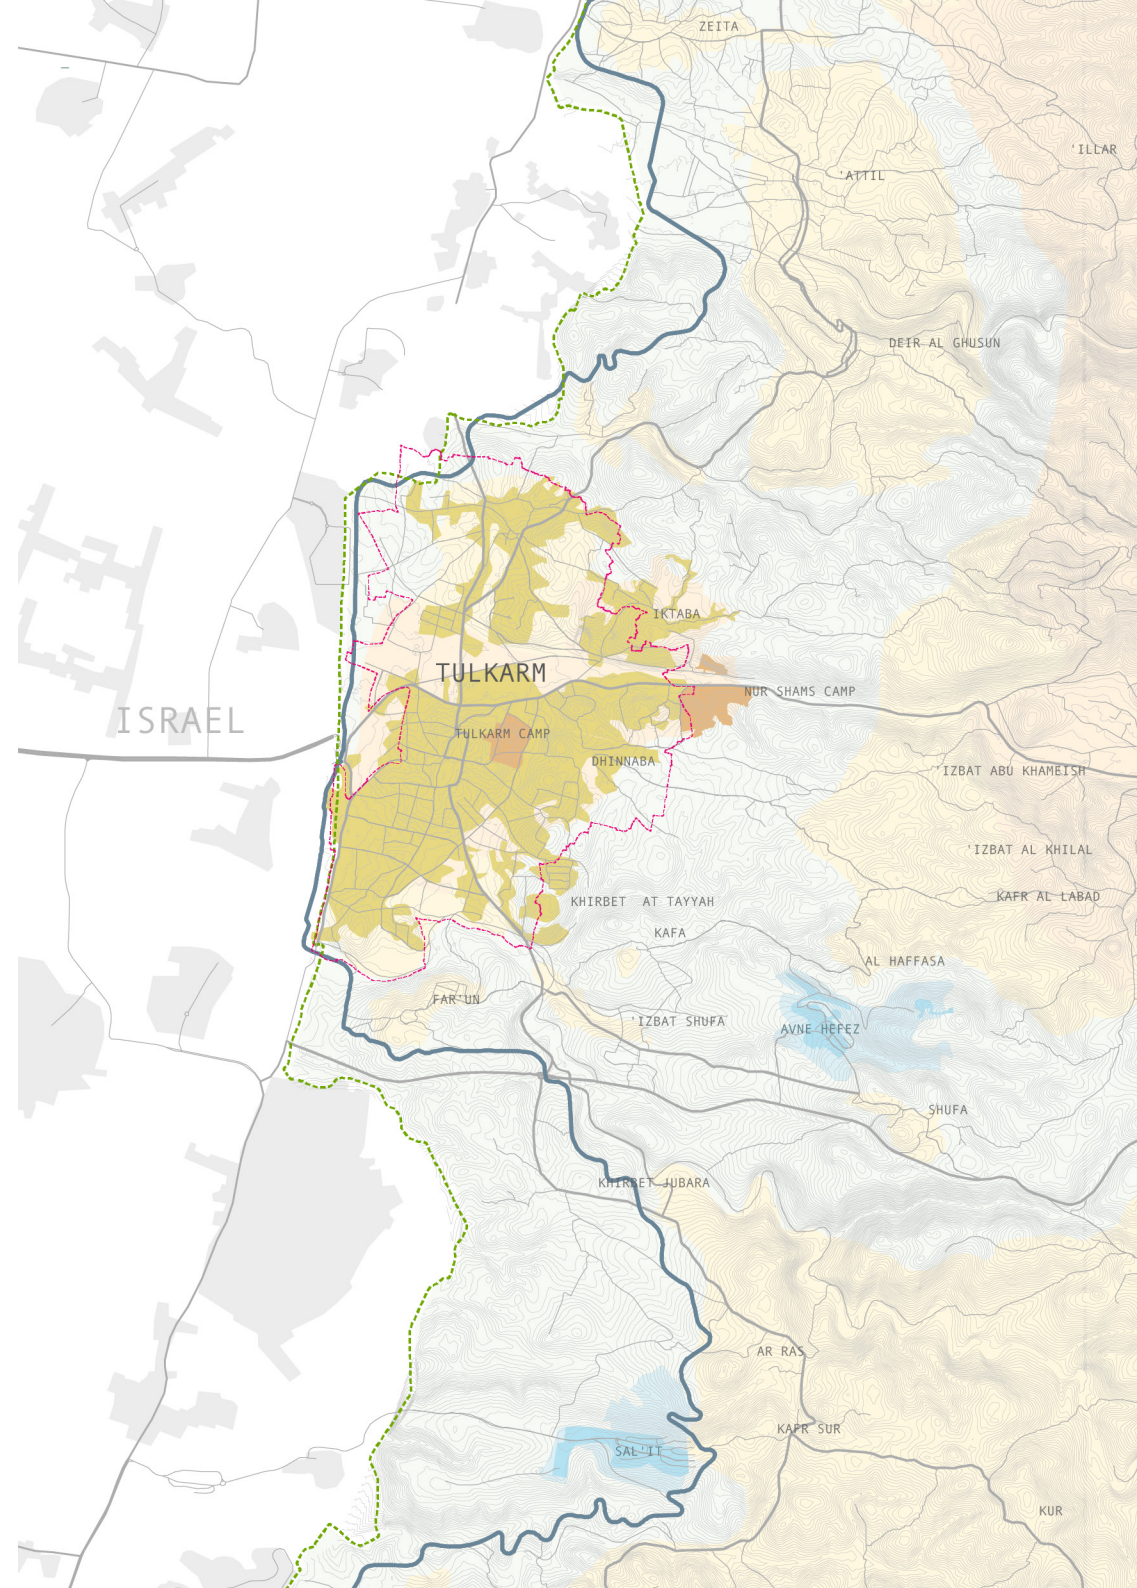 ZEITA
'ILLAR
'ATTIL
DEIR AL GHUSUN
IKTABA
TULKARM
NUR SHAMS CAMP
ISRAEL
TULKARM CAMP
DHINNABA
'IZBAT ABU KHAMEISH
'IZBAT AL KHILAL
KAFR AL LABAD
KHIRBET AT TAYYAH
KAFA
AL HAFFASA
FAR'UN
'IZBAT SHUFA
AVNE HEFEZ
SHUFA
KHIRBET JUBARA
AR RAS
KAFR SUR
SAL'IT
KUR